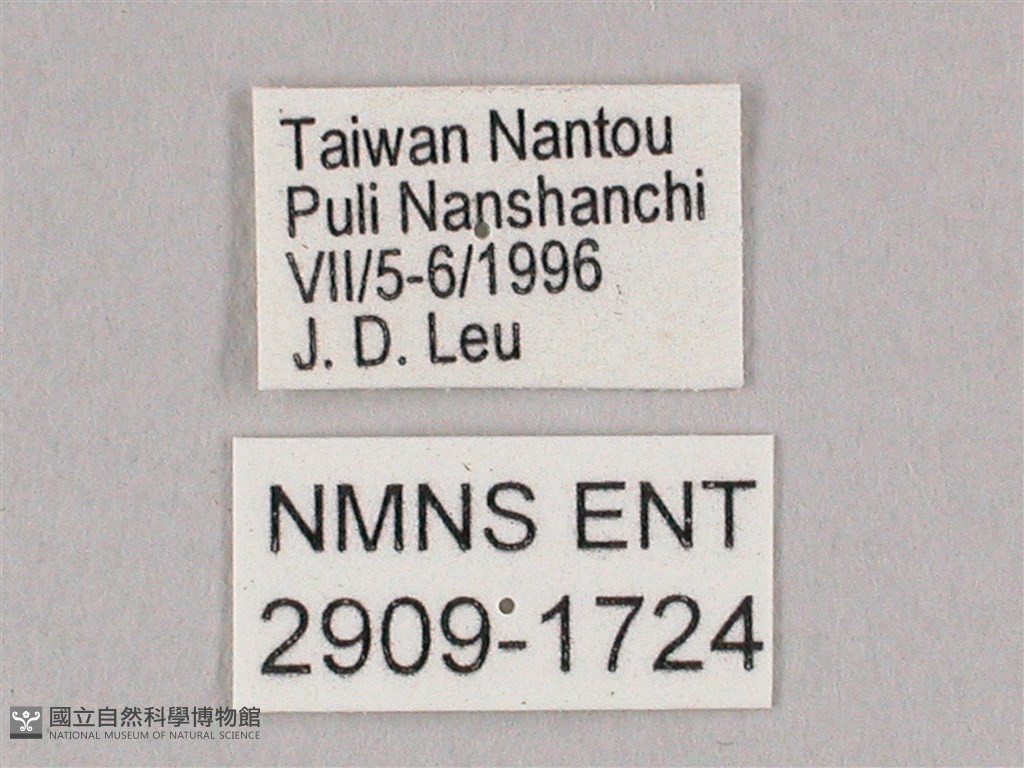 Taiwan Nantou
Puli Nanshanchi
VII/5-6/1996
J. D. Leu
NMNS ENT
2909-1724
國立自然科學博物館
NATIONAL MUSEUM OF NATURAL SCIENCE